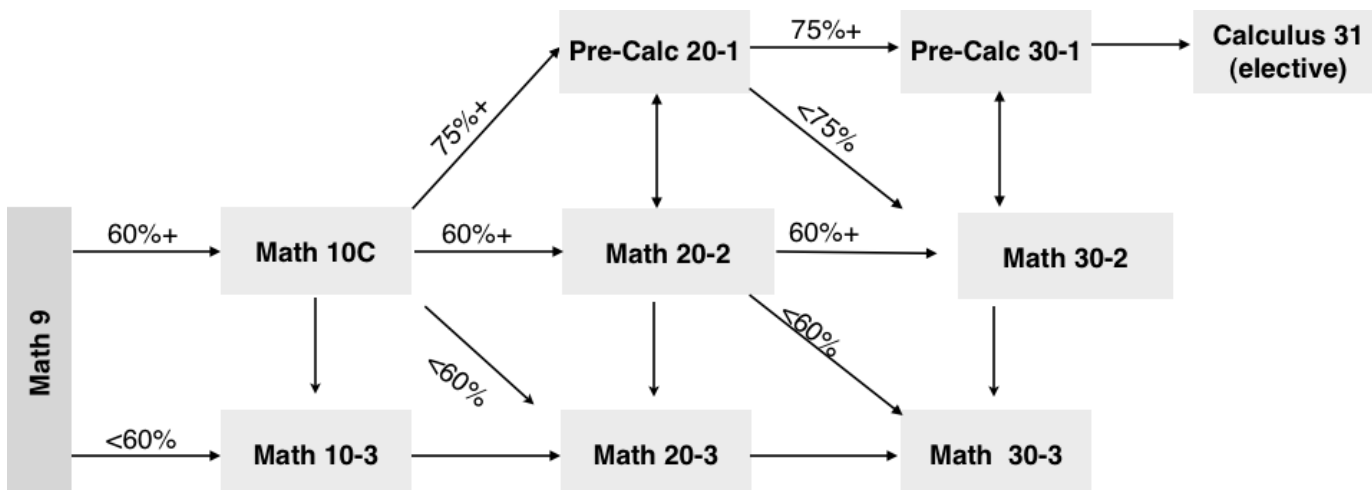 Pre-Calc 20-1
75%+
Pre-Calc 30-1
Calculus 31
(elective)
75%+
<75%
Math 9
60%+
Math 10C
60%+
Math 20-2
60%+
Math 30-2
<60%
<60%
<60%
Math 10-3
Math 20-3
Math  30-3